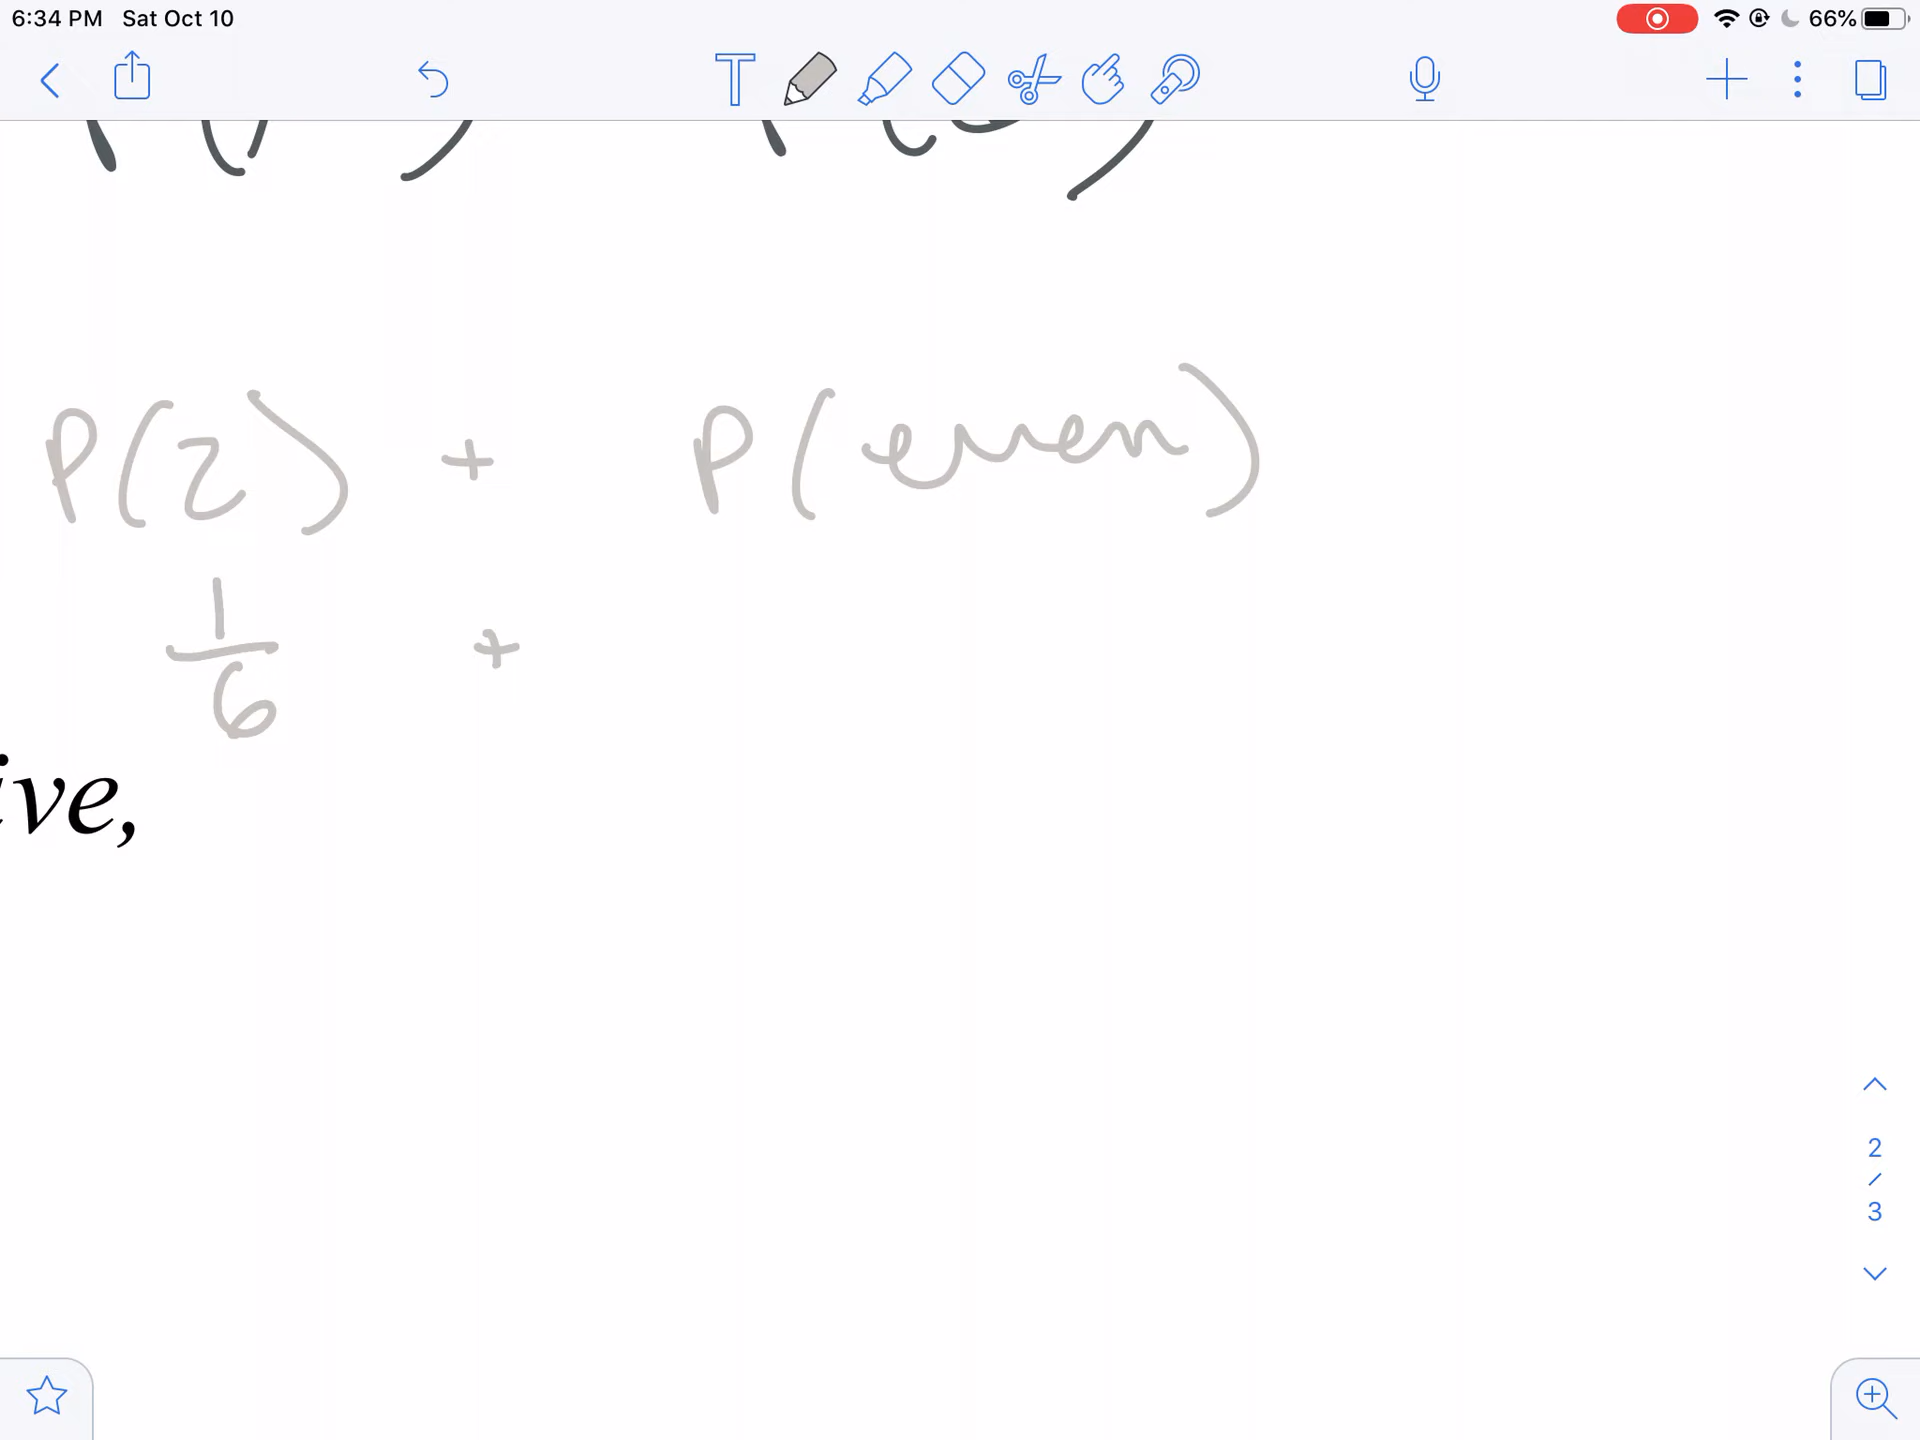 6:34 PM Sat Oct 10 66%
P(2) + P(even)
1/6 +
ive,
2
/
3